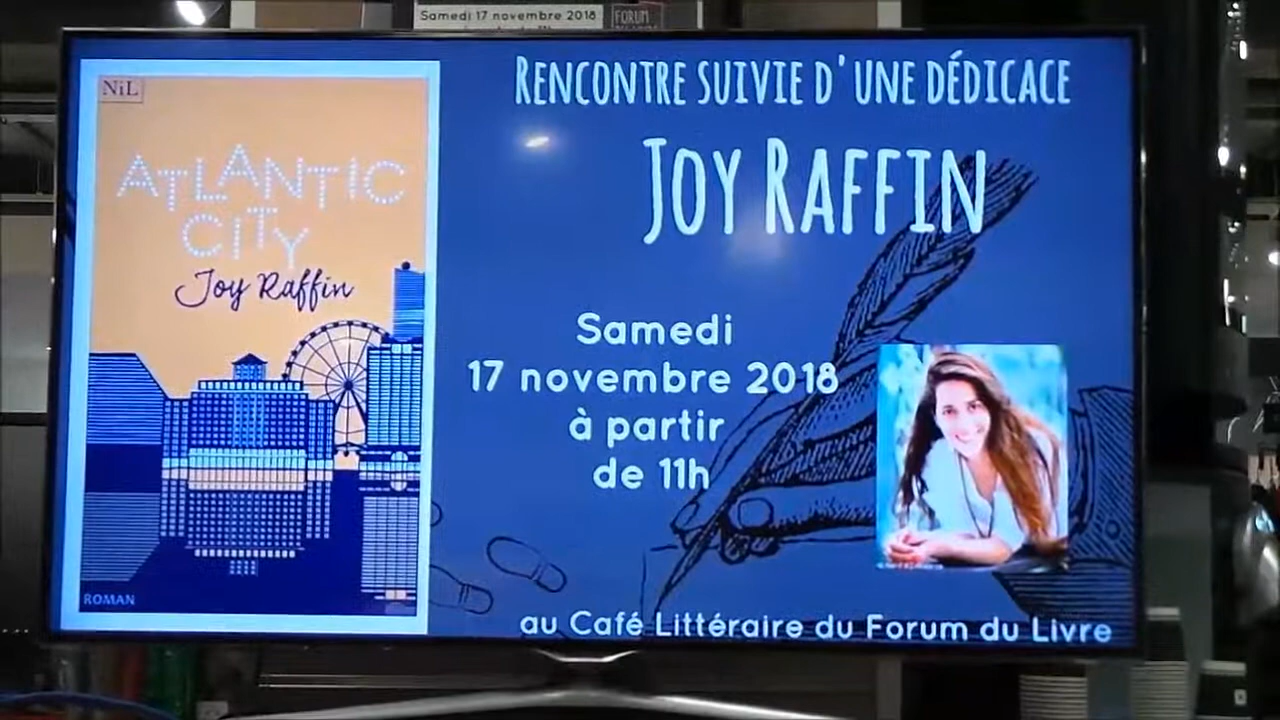 Samedi 17 novembre 2018
FORUM
NiL
ATLANTIC
CITY
Joy Raffin
ROMAN
RENCONTRE SUIVIE D'UNE DÉDICACE
JOY RAFFIN
Samedi
17 novembre 2018
à partir
de 11h
au Café Littéraire du Forum du Livre